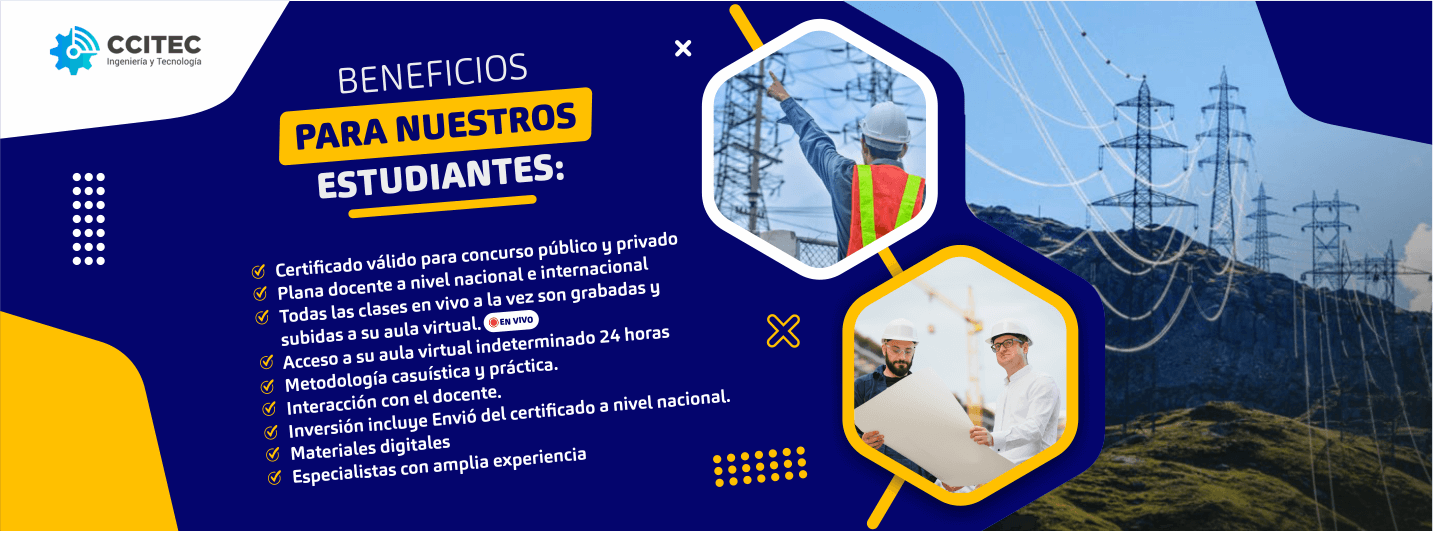 CCITEC
Ingeniería y Tecnología
BENEFICIOS
PARA NUESTROS
ESTUDIANTES:
Certificado válido para concurso público y privado
Plana docente a nivel nacional e internacional
Todas las clases en vivo a la vez son grabadas y
subidas a su aula virtual. EN VIVO
Acceso a su aula virtual indeterminado 24 horas
Metodología casuística y práctica.
Interacción con el docente.
Inversión incluye Envió del certificado a nivel nacional.
Materiales digitales
Especialistas con amplia experiencia